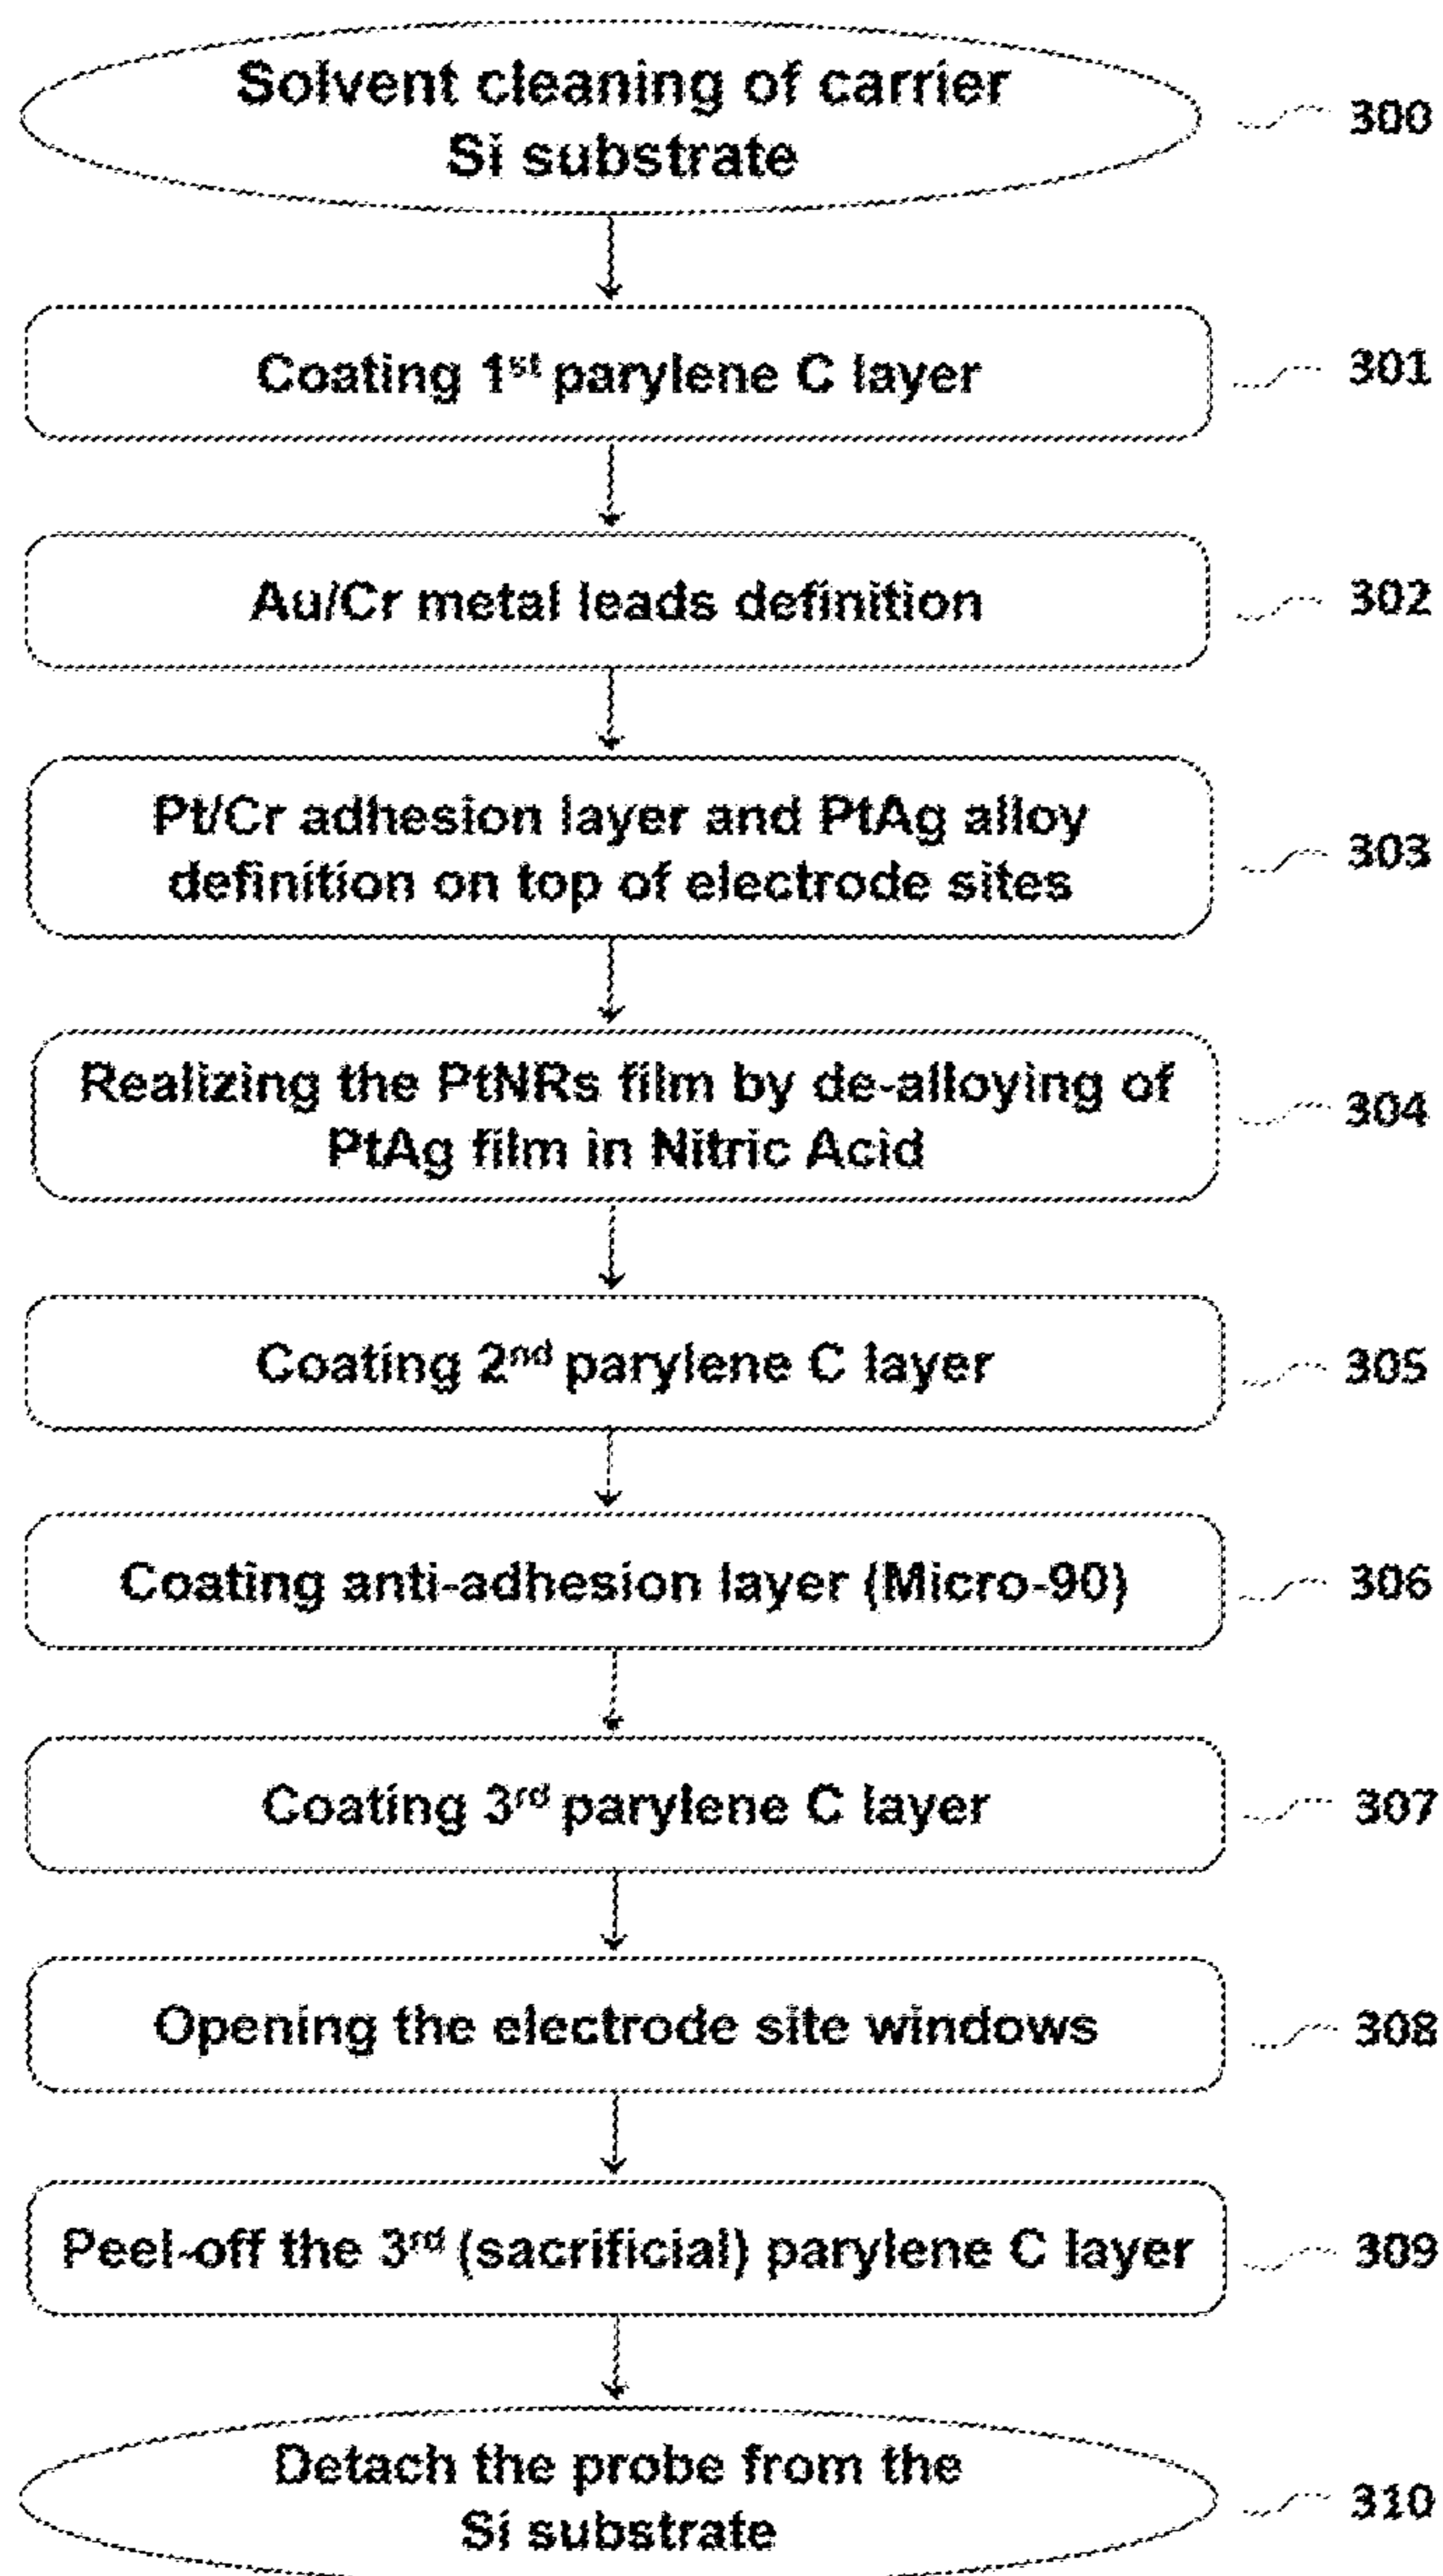 Solvent cleaning of carrier
Si substrate
300
Coating 1st parylene C layer
301
Au/Cr metal leads definition
302
Pt/Cr adhesion layer and PtAg alloy
definition on top of electrode sites
303
Realizing the PtNRs film by de-alloying of
PtAg film in Nitric Acid
304
Coating 2nd parylene C layer
305
Coating anti-adhesion layer (Micro-90)
306
Coating 3rd parylene C layer
307
Opening the electrode site windows
308
Peel-off the 3rd (sacrificial) parylene C layer
309
Detach the probe from the
Si substrate
310